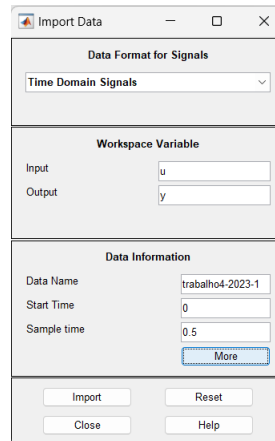 Import Data
Data Format for Signals
Time Domain Signals
Workspace Variable
Input u
Output y
Data Information
Data Name trabalho4-2023-1
Start Time 0
Sample time 0.5
More
Import Reset
Close Help